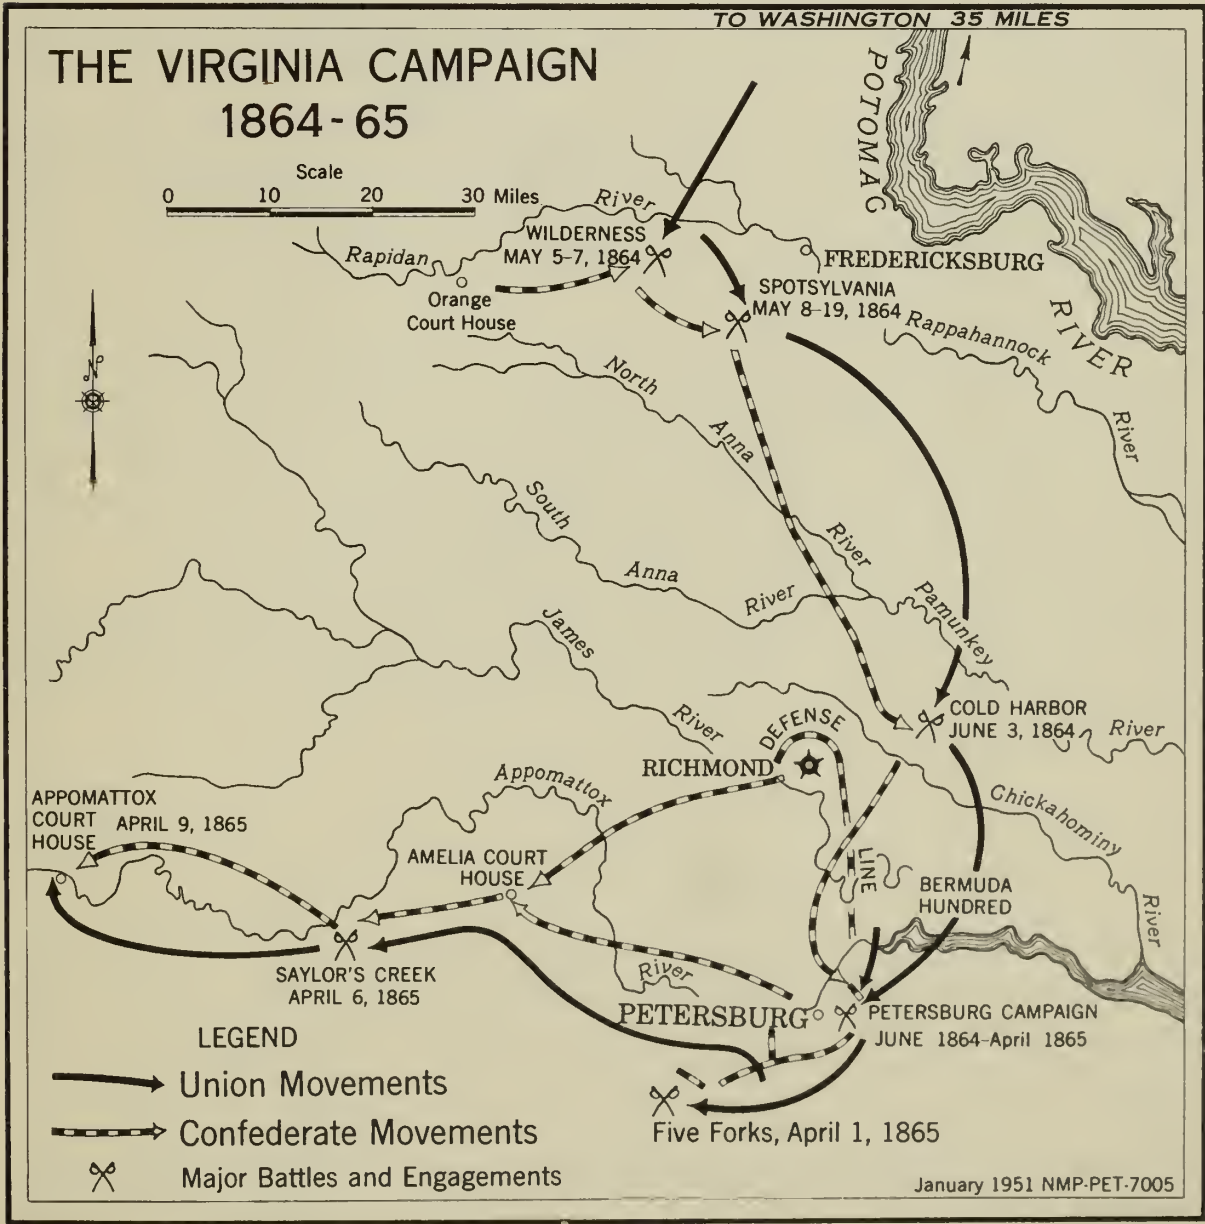 TO WASHINGTON 35 MILES
THE VIRGINIA CAMPAIGN
1864-65
Scale
0 10 20 30 Miles
POTOMAC
RIVER
River
Rapidan
WILDERNESS
MAY 5-7, 1864
FREDERICKSBURG
Orange
Court House
SPOTSYLVANIA
MAY 8-19, 1864
Rappahannock
River
N
North
Anna
River
South
Anna
River
Pamunkey
River
James
River
COLD HARBOR
JUNE 3, 1864
DEFENSE
LINE
RICHMOND
Appomattox
River
Chickahominy
River
APPOMATTOX
COURT
HOUSE
APRIL 9, 1865
AMELIA COURT
HOUSE
BERMUDA
HUNDRED
SAYLOR'S CREEK
APRIL 6, 1865
PETERSBURG
PETERSBURG CAMPAIGN
JUNE 1864-April 1865
Five Forks, April 1, 1865
LEGEND
Union Movements
Confederate Movements
Major Battles and Engagements
January 1951 NMP-PET-7005